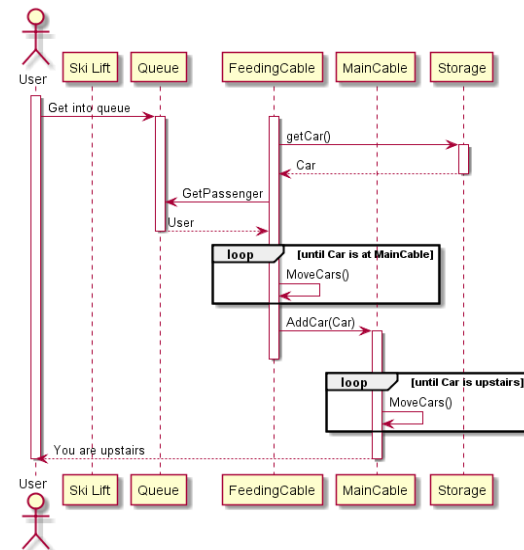 User
Ski Lift
Queue
FeedingCable
MainCable
Storage
Get into queue
getCar()
Car
GetPassenger
User
loop [until Car is at MainCable]
MoveCars()
AddCar(Car)
loop [until Car is upstairs]
MoveCars()
You are upstairs
User
Ski Lift
Queue
FeedingCable
MainCable
Storage